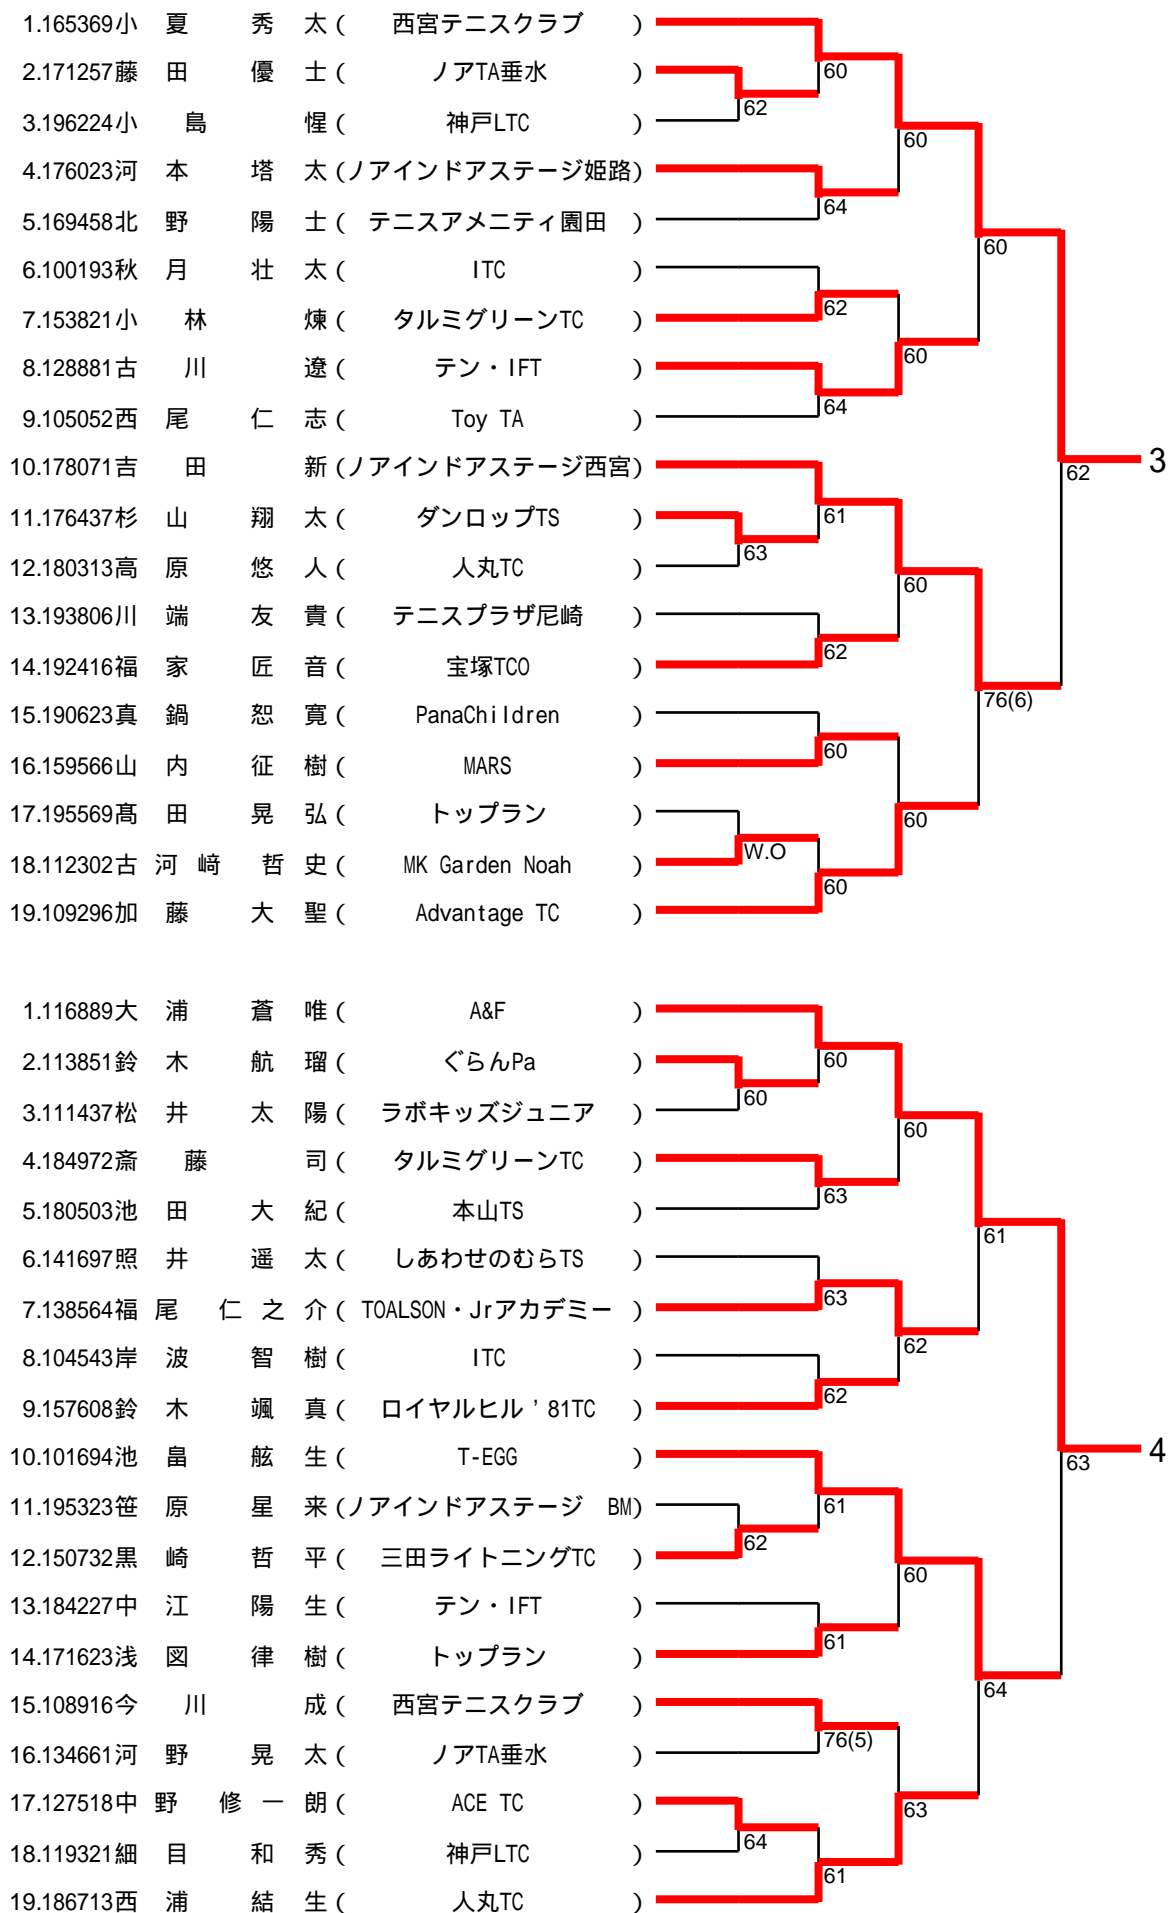 1.165369小 夏 秀 太 ( 西宮テニスクラブ )
60
2.171257藤 田 優 士 ( ノアTA垂水 )
62
3.196224小 島 惺 ( 神戸LTC )
60
4.176023河 本 塔 太 (ノアインドアステージ姫路)
64
5.169458北 野 陽 士 ( テニスアメニティ園田 )
60
6.100193秋 月 壮 太 ( ITC )
62
7.153821小 林 煉 ( タルミグリーンTC )
60
8.128881古 川 遼 ( テン・IFT )
64
9.105052西 尾 仁 志 ( Toy TA )
62 3
10.178071吉 田 新 (ノアインドアステージ西宮)
61
11.176437杉 山 翔 太 ( ダンロップTS )
63
12.180313高 原 悠 人 ( 人丸TC )
60
13.193806川 端 友 貴 ( テニスプラザ尼崎 )
62
14.192416福 家 匠 音 ( 宝塚TCO )
76(6)
15.190623真 鍋 恕 寛 ( PanaChildren )
60
16.159566山 内 征 樹 ( MARS )
60
17.195569髙 田 晃 弘 ( トップラン )
W.O
18.112302古 河 﨑 哲 史 ( MK Garden Noah )
60
19.109296加 藤 大 聖 ( Advantage TC )
1.116889大 浦 蒼 唯 ( A&F )
60
2.113851鈴 木 航 瑠 ( ぐらんPa )
60
3.111437松 井 太 陽 ( ラボキッズジュニア )
60
4.184972斎 藤 司 ( タルミグリーンTC )
63
5.180503池 田 大 紀 ( 本山TS )
61
6.141697照 井 遥 太 ( しあわせのむらTS )
63
7.138564福 尾 仁 之 介 ( TOALSON・Jrアカデミー )
62
8.104543岸 波 智 樹 ( ITC )
62
9.157608鈴 木 颯 真 ( ロイヤルヒル ’81TC )
63 4
10.101694池 畠 舷 生 ( T-EGG )
61
11.195323笹 原 星 来 (ノアインドアステージ BM)
62
12.150732黒 崎 哲 平 ( 三田ライトニングTC )
60
13.184227中 江 陽 生 ( テン・IFT )
61
14.171623浅 図 律 樹 ( トップラン )
64
15.108916今 川 成 ( 西宮テニスクラブ )
76(5)
16.134661河 野 晃 太 ( ノアTA垂水 )
63
17.127518中 野 修 一 朗 ( ACE TC )
64
18.119321細 目 和 秀 ( 神戸LTC )
61
19.186713西 浦 結 生 ( 人丸TC )